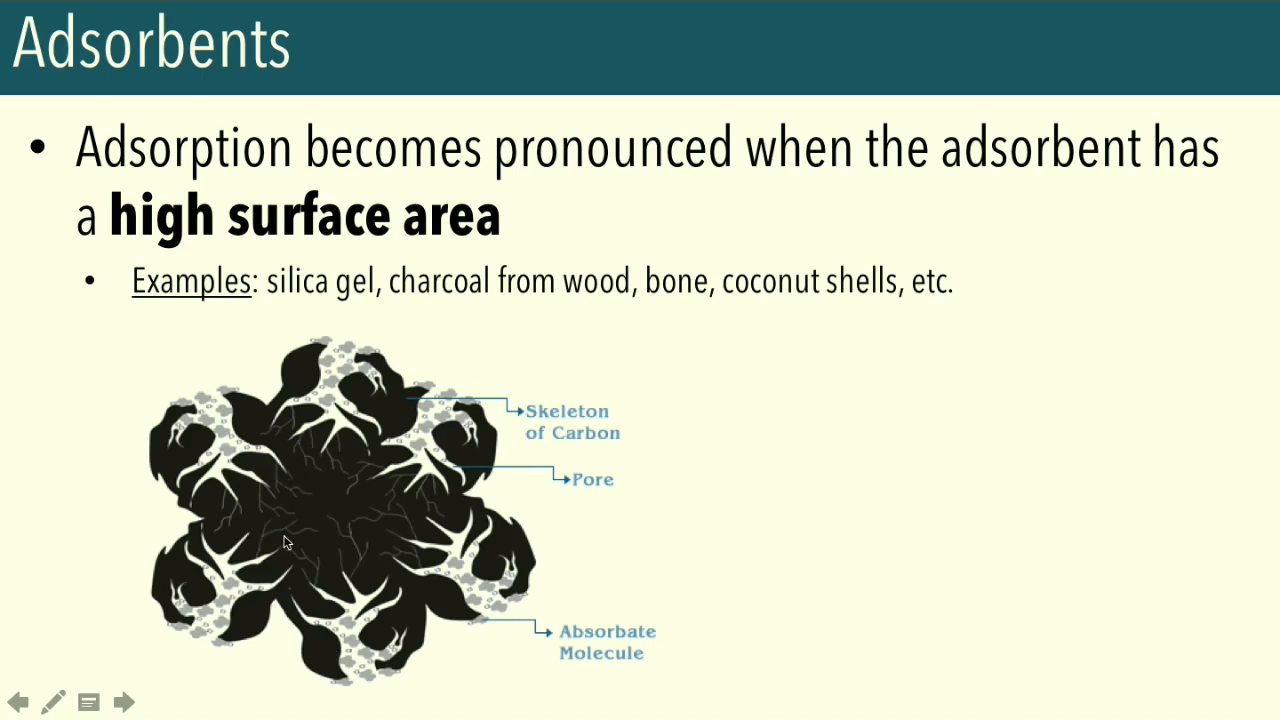 Adsorbents
• Adsorption becomes pronounced when the adsorbent has
a high surface area
• Examples: silica gel, charcoal from wood, bone, coconut shells, etc.
Skeleton
of Carbon
Pore
Absorbate
Molecule